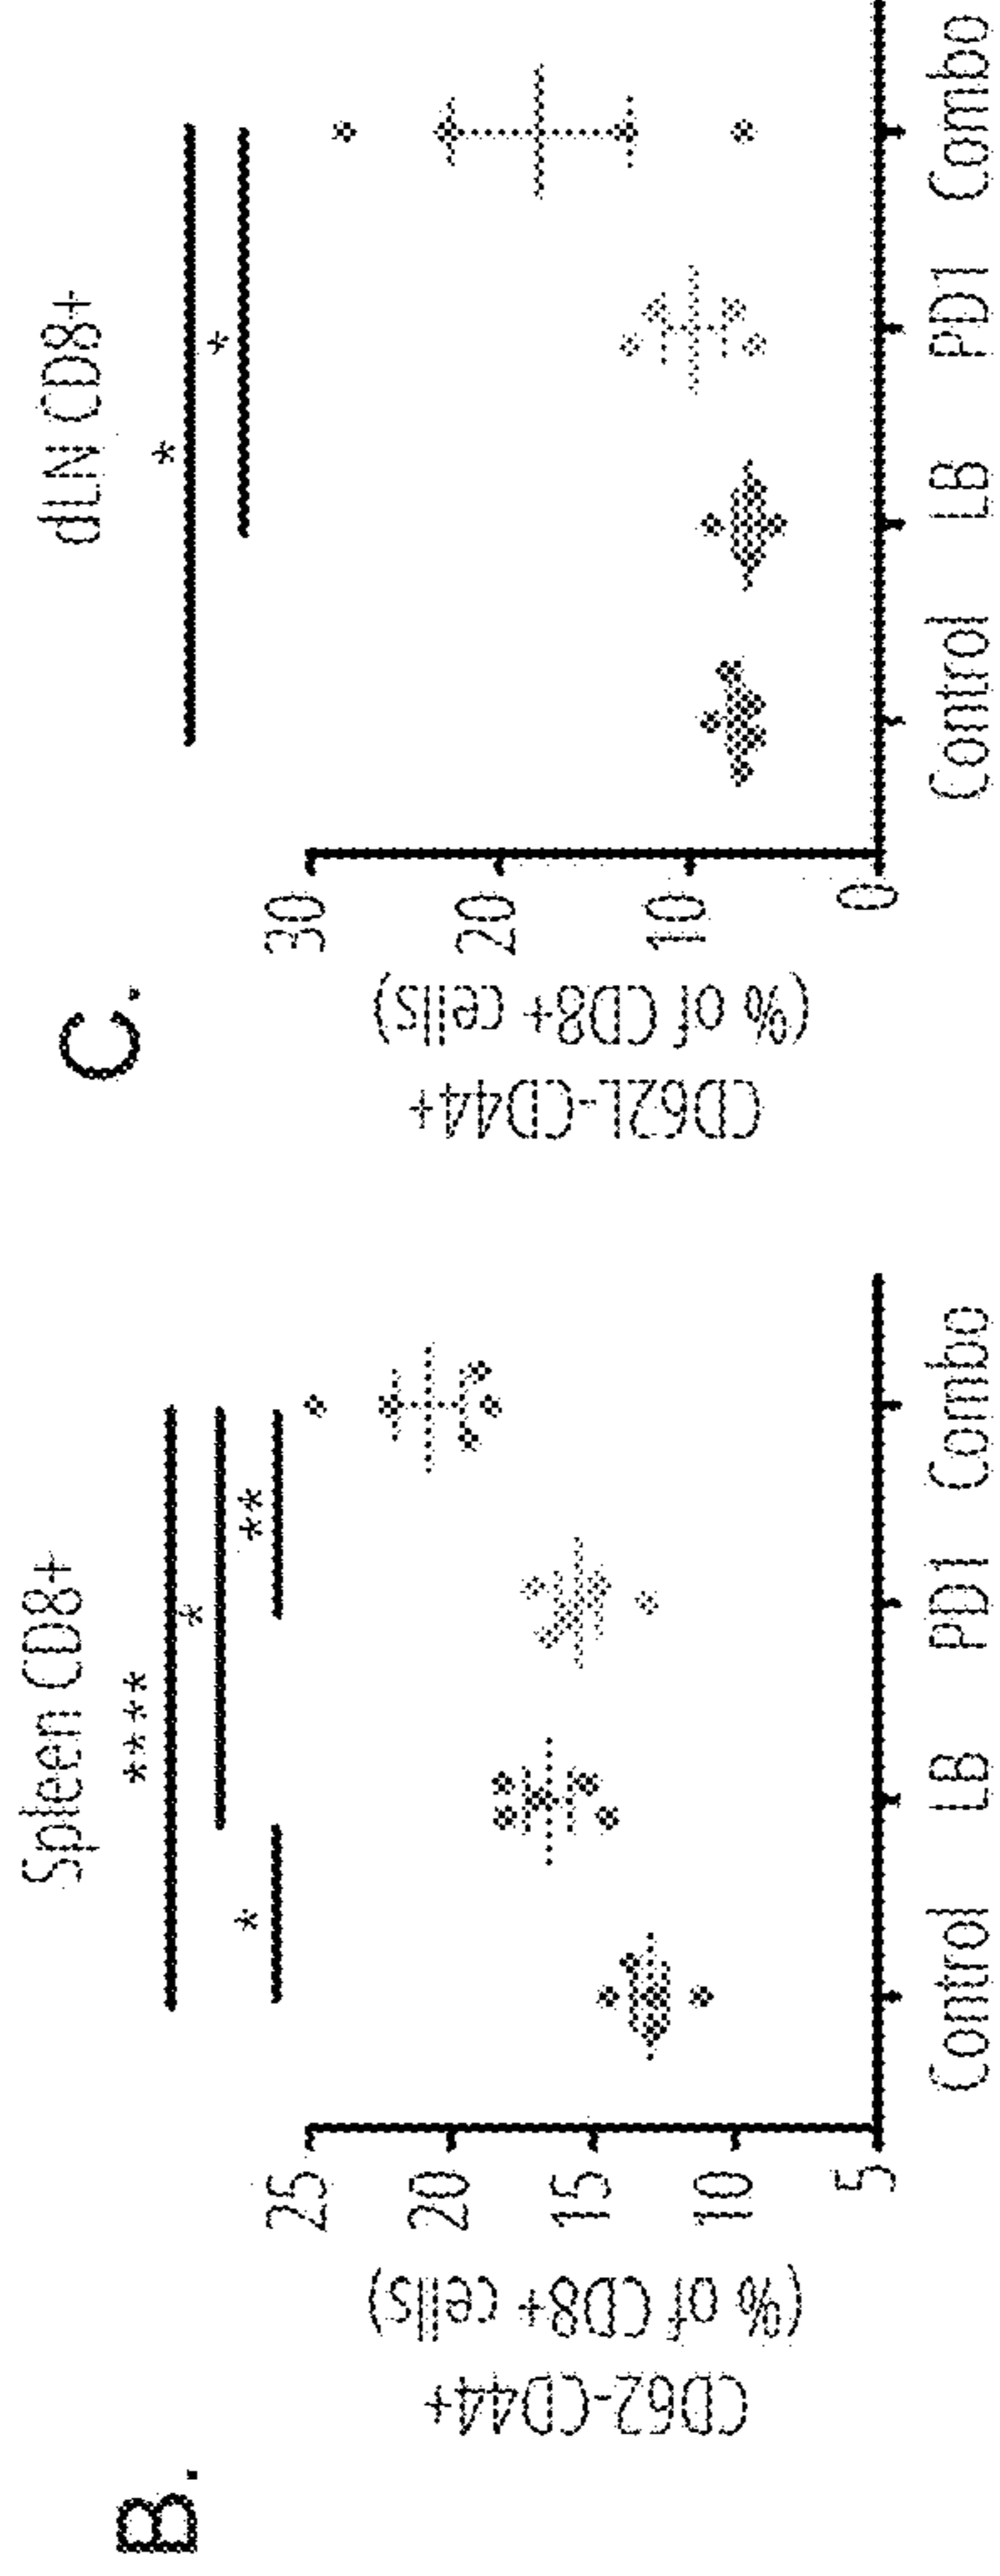 B.
Spleen CD8+
****
*
**
*
CD62-CD44+
(% of CD8+ cells)
25
20
15
10
5
Control LB PD1 Combo
C.
dLN CD8+
*
*
CD62L-CD44+
(% of CD8+ cells)
30
20
10
0
Control LB PD1 Combo